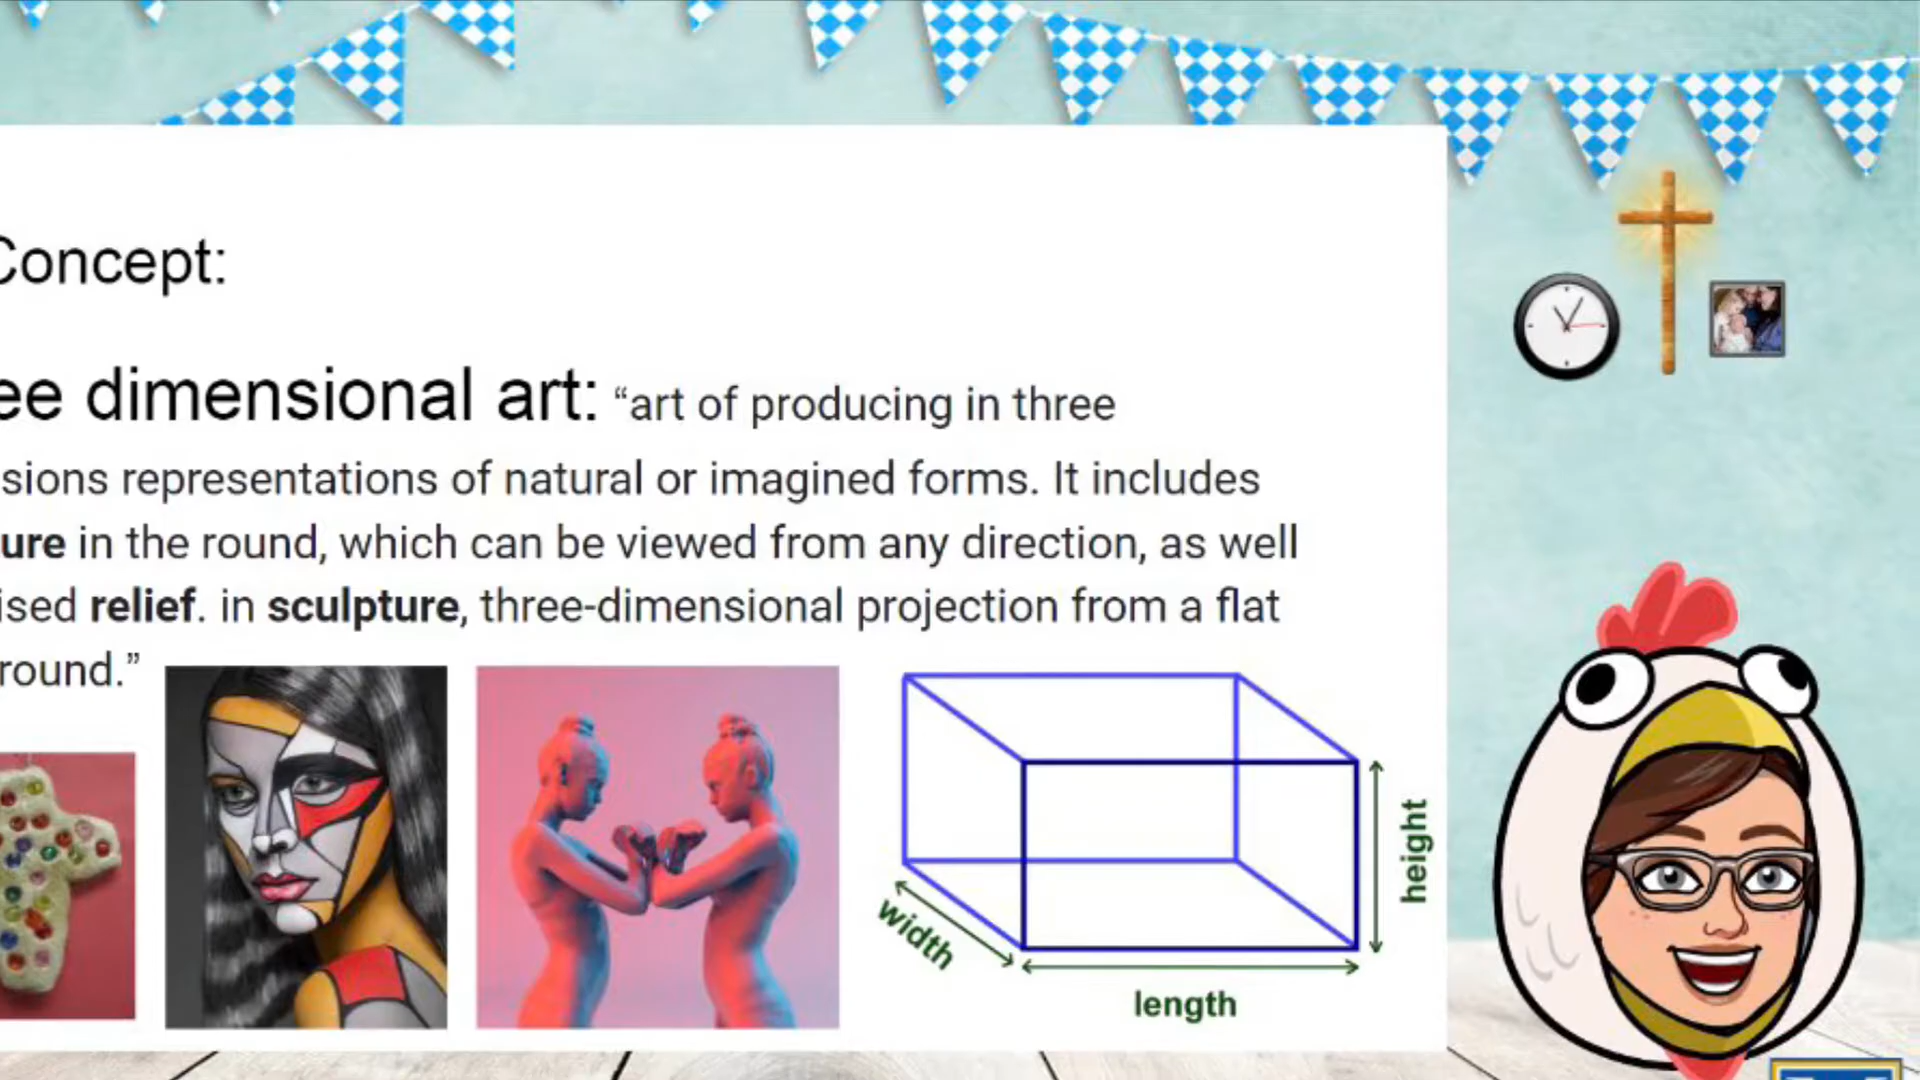 Concept:
ee dimensional art: “art of producing in three
sions representations of natural or imagined forms. It includes
ure in the round, which can be viewed from any direction, as well
ised relief. in sculpture, three-dimensional projection from a flat
round.”
height
width
length